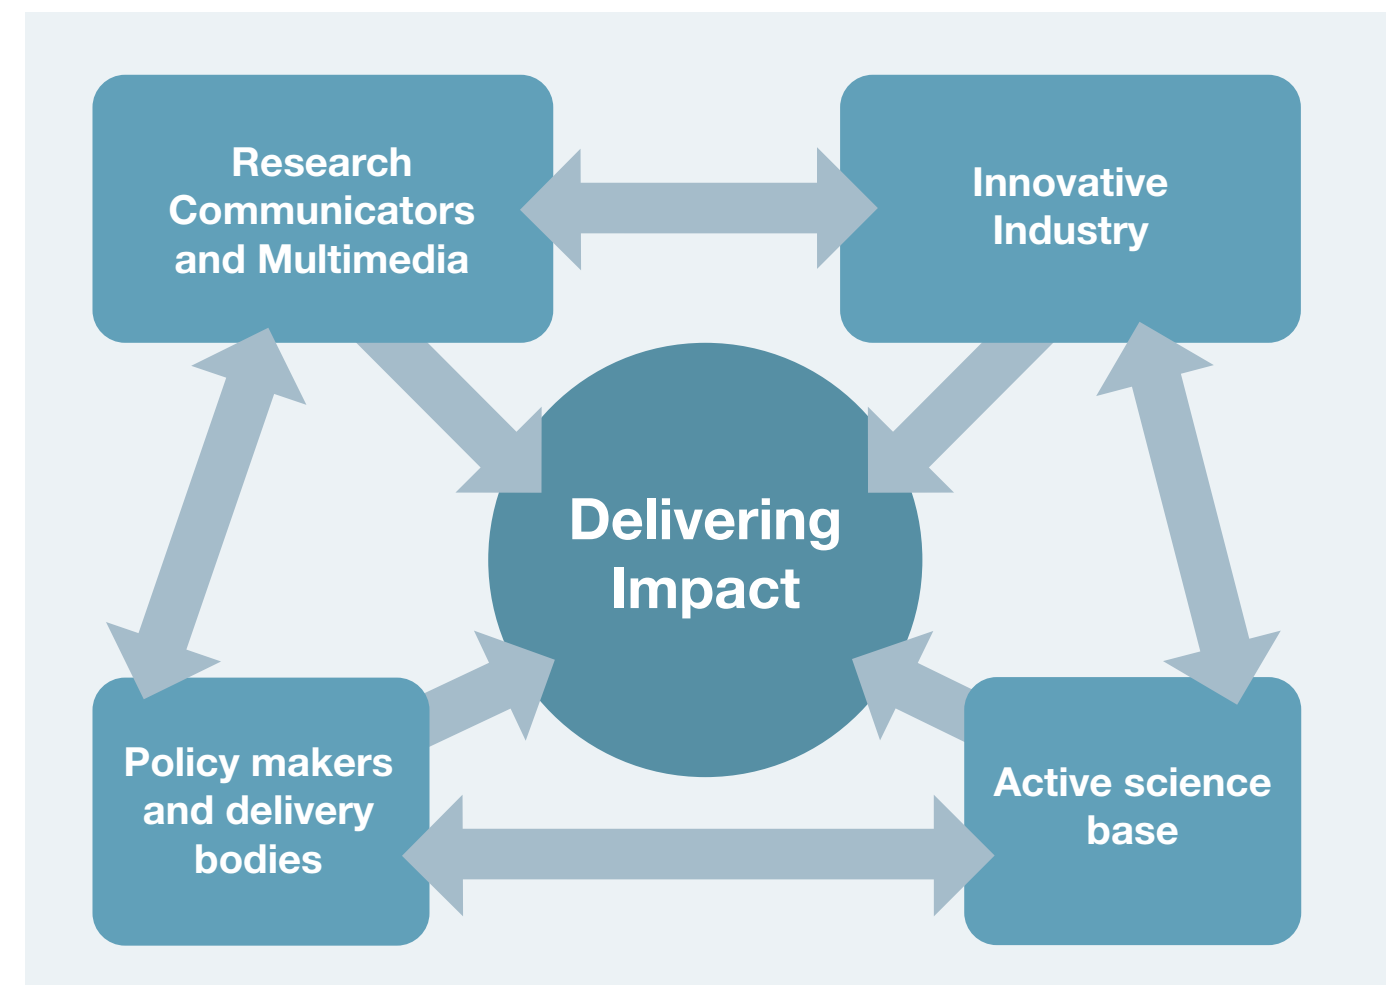 Research
Communicators
and Multimedia
Innovative
Industry
Delivering
Impact
Policy makers
and delivery
bodies
Active science
base